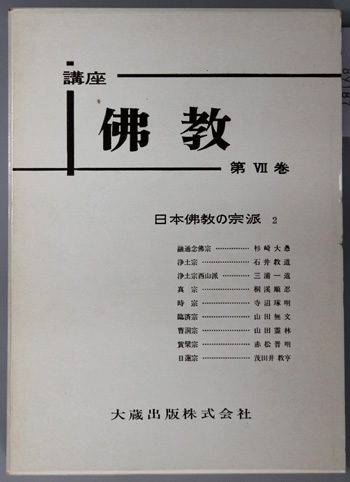 講座
佛教
第Ⅶ巻
日本佛教の宗派 2
融通念佛宗 …………… 杉崎大愚
浄土宗 …………………… 石井教道
浄土宗西山派 ………… 三浦一道
真宗 ……………………… 桐溪順忍
時宗 ……………………… 寺沼琢明
臨済宗 …………………… 山田無文
曹洞宗 …………………… 山田霊林
黄檗宗 …………………… 赤松晋明
日蓮宗 …………………… 茂田井教亨
大蔵出版株式会社